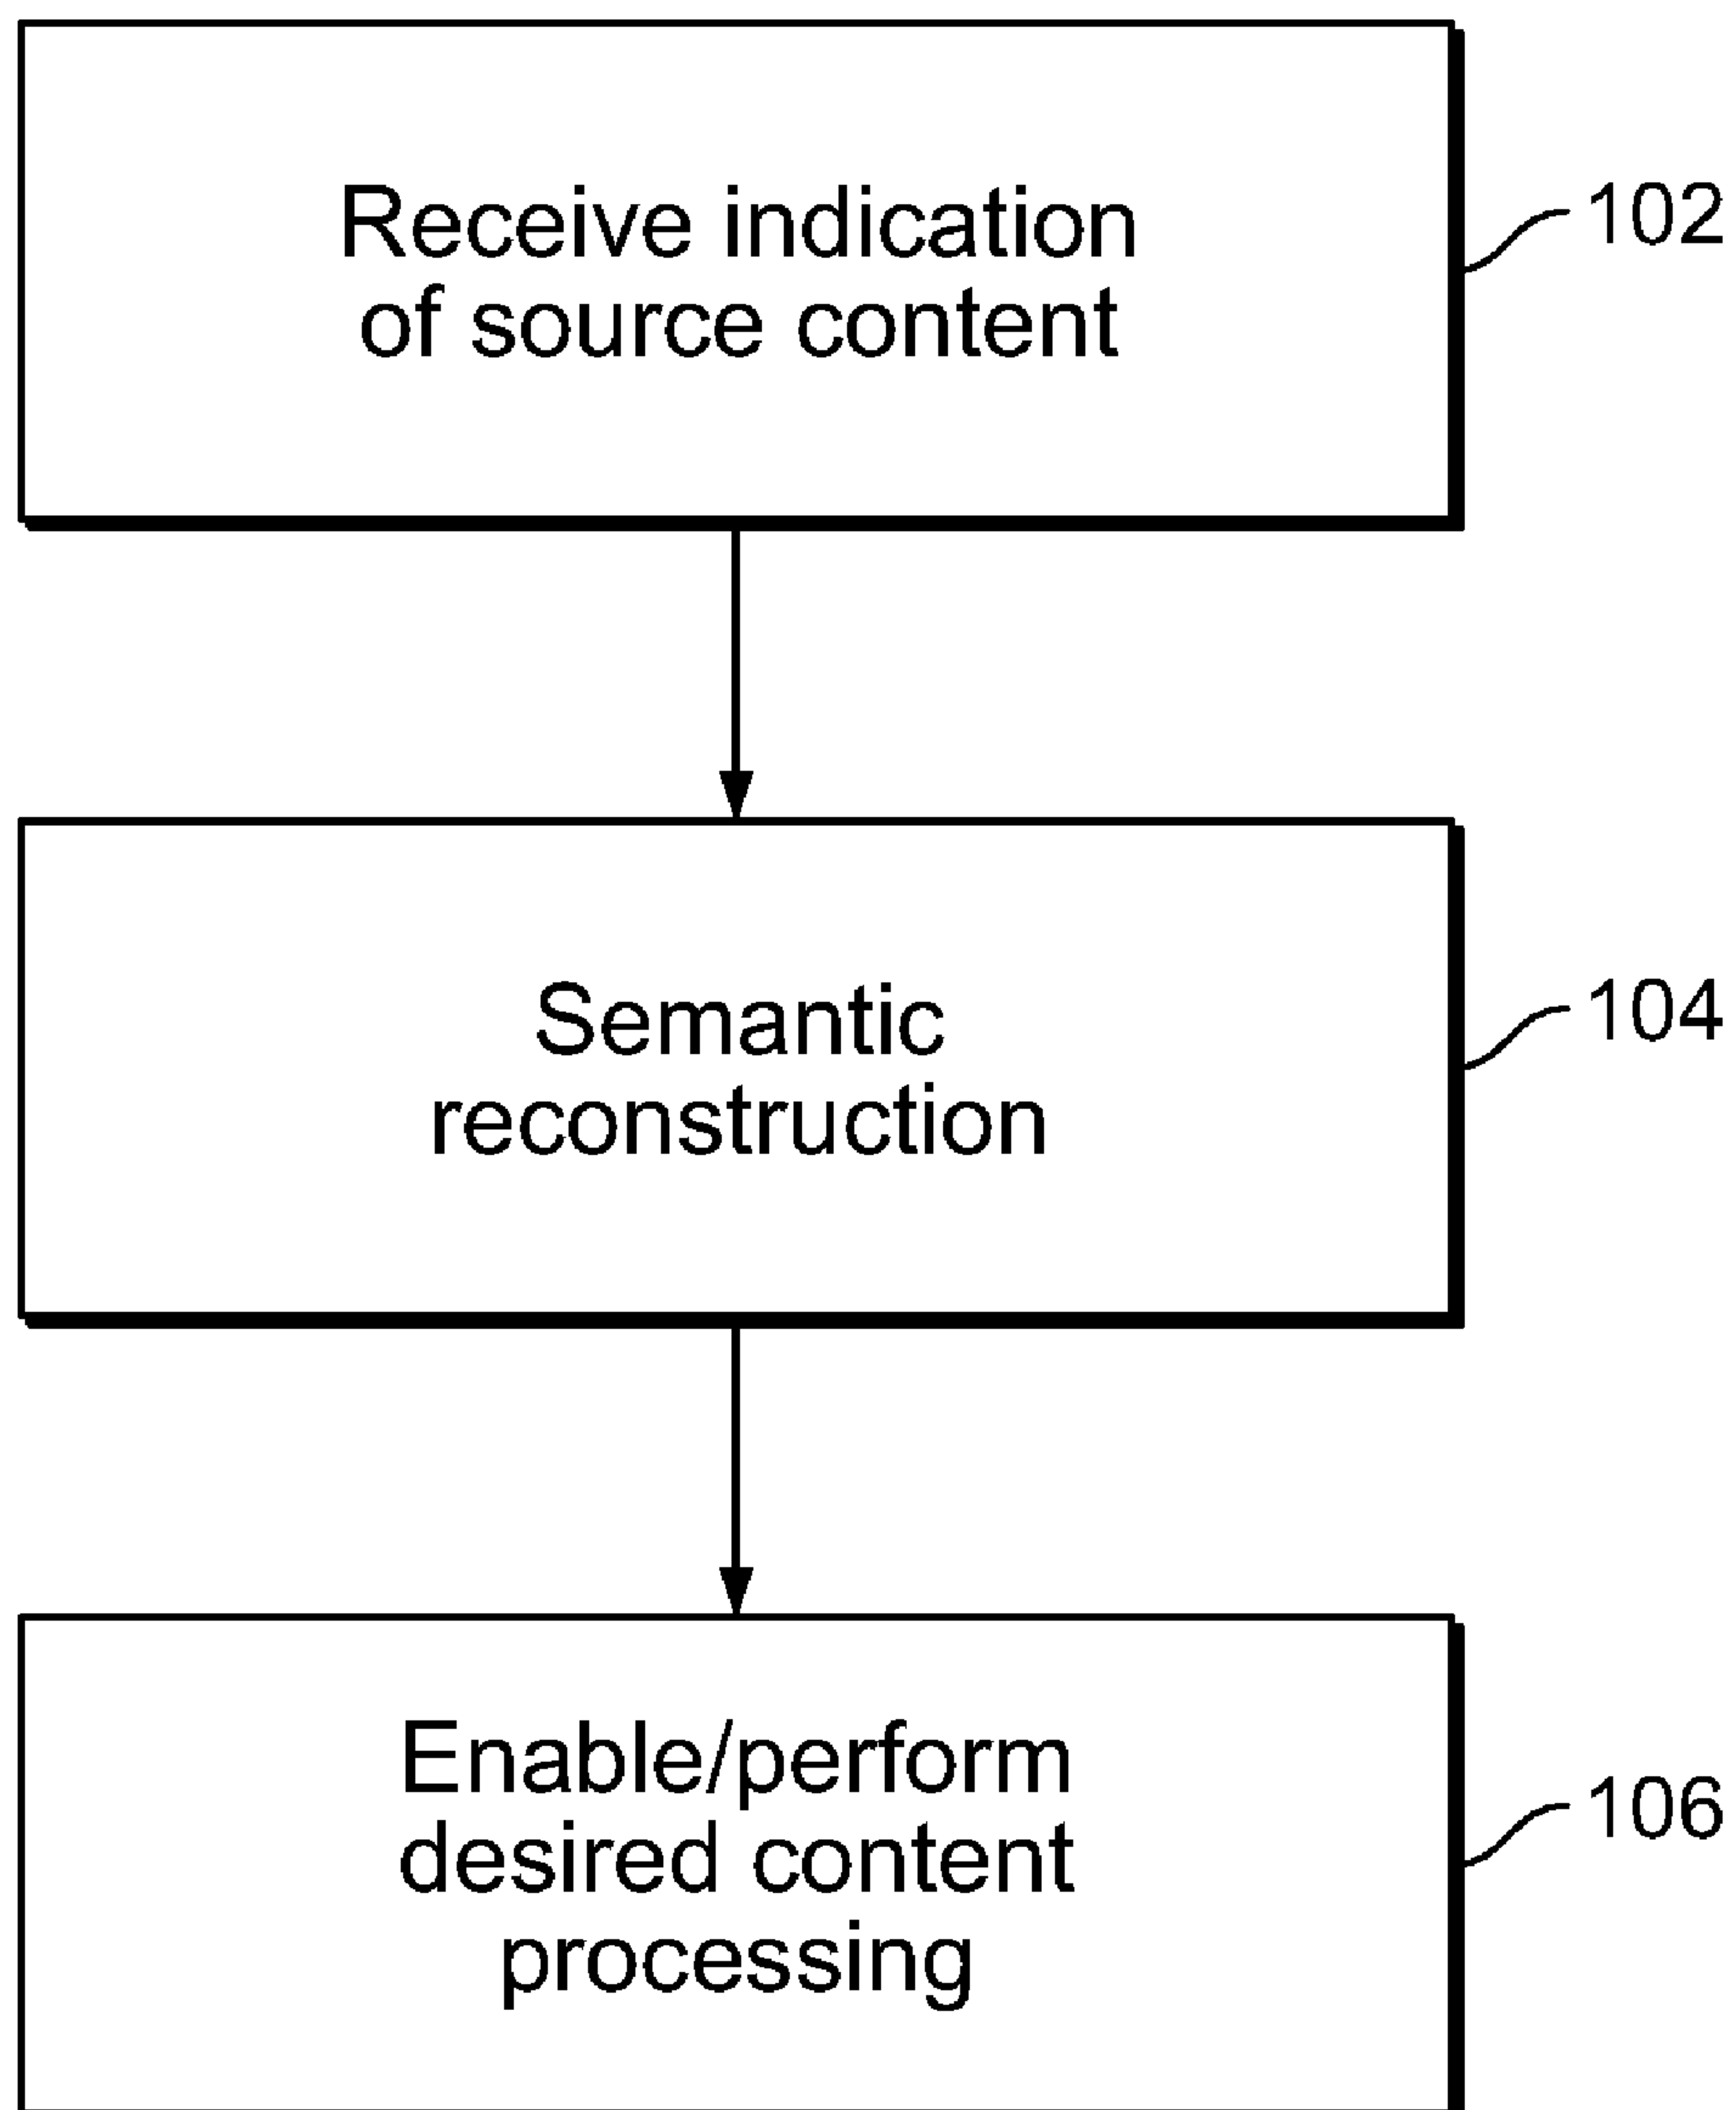 Receive indication
of source content
102
Semantic
reconstruction
104
Enable/perform
desired content
processing
106